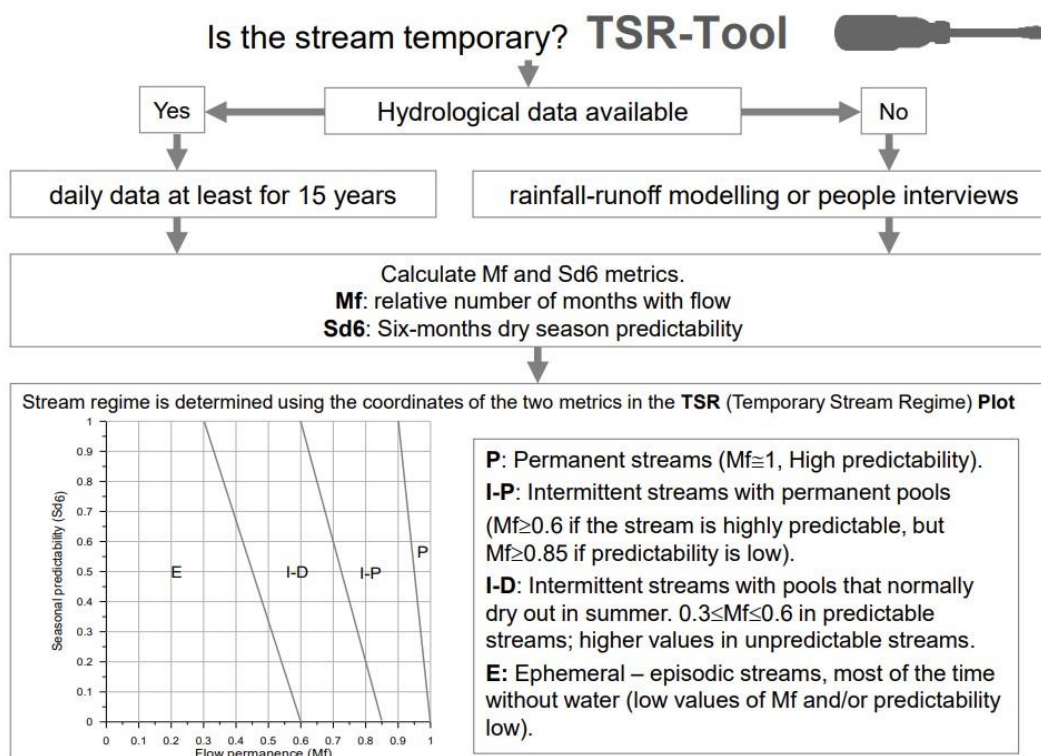 Is the stream temporary? TSR-Tool
Yes
Hydrological data available
No
daily data at least for 15 years
rainfall-runoff modelling or people interviews
Calculate Mf and Sd6 metrics.
Mf: relative number of months with flow
Sd6: Six-months dry season predictability
Stream regime is determined using the coordinates of the two metrics in the TSR (Temporary Stream Regime) Plot
Seasonal predictability (Sd6)
1
0.9
0.8
0.7
0.6
0.5
0.4
0.3
0.2
0.1
0
E
I-D
I-P
P
0 0.1 0.2 0.3 0.4 0.5 0.6 0.7 0.8 0.9 1
Flow permanence (Mf)
P: Permanent streams (Mf≅1, High predictability).
I-P: Intermittent streams with permanent pools
(Mf≥0.6 if the stream is highly predictable, but
Mf≥0.85 if predictability is low).
I-D: Intermittent streams with pools that normally
dry out in summer. 0.3≤Mf≤0.6 in predictable
streams; higher values in unpredictable streams.
E: Ephemeral – episodic streams, most of the time
without water (low values of Mf and/or predictability
low).